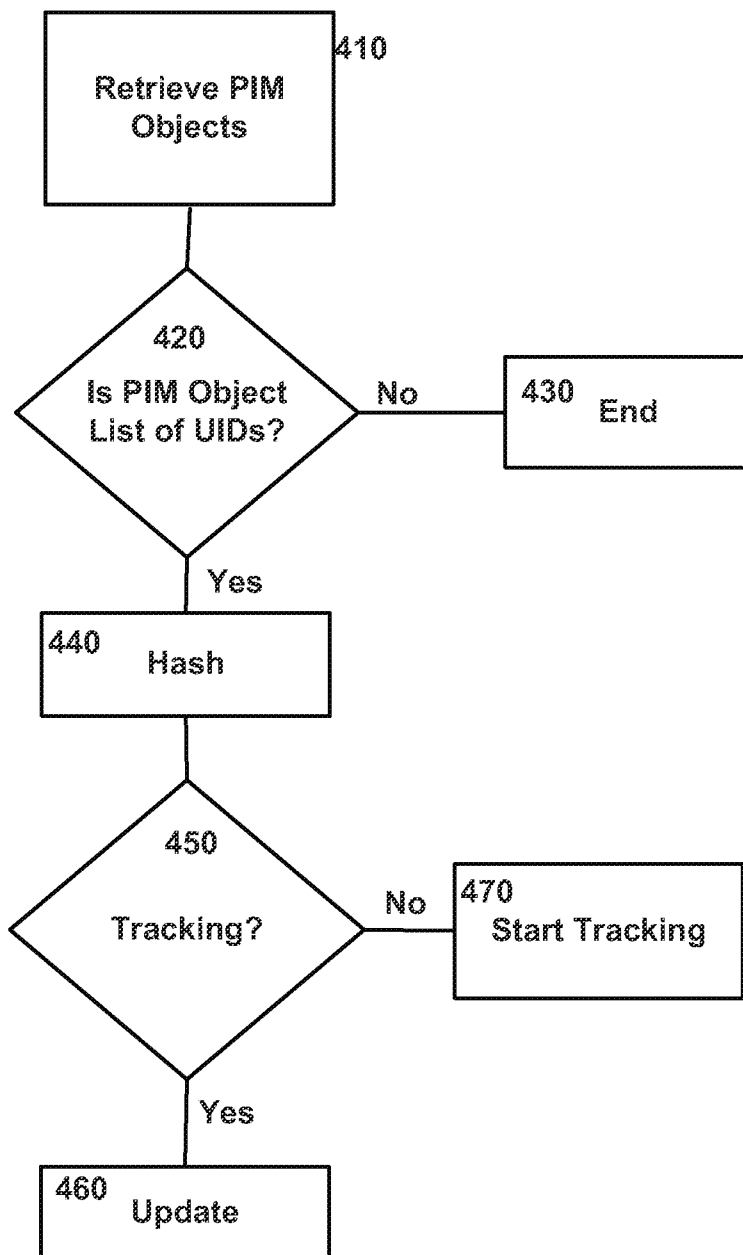 410
Retrieve PIM
Objects
420
Is PIM Object
List of UIDs?
No
430
End
Yes
440
Hash
450
Tracking?
No
470
Start Tracking
Yes
460
Update